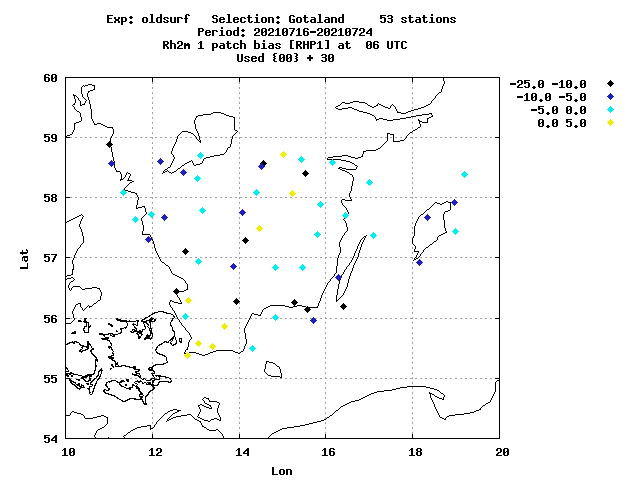 Exp: oldsurf   Selection: Gotaland     53 stations
Period: 20210716-20210724
Rh2m 1 patch bias [RHP1] at  06 UTC
Used {00} + 30
-25.0 -10.0
-10.0 -5.0
-5.0 0.0
0.0 5.0
60
59
58
57
56
55
54
Lat
10 12 14 16 18 20
Lon